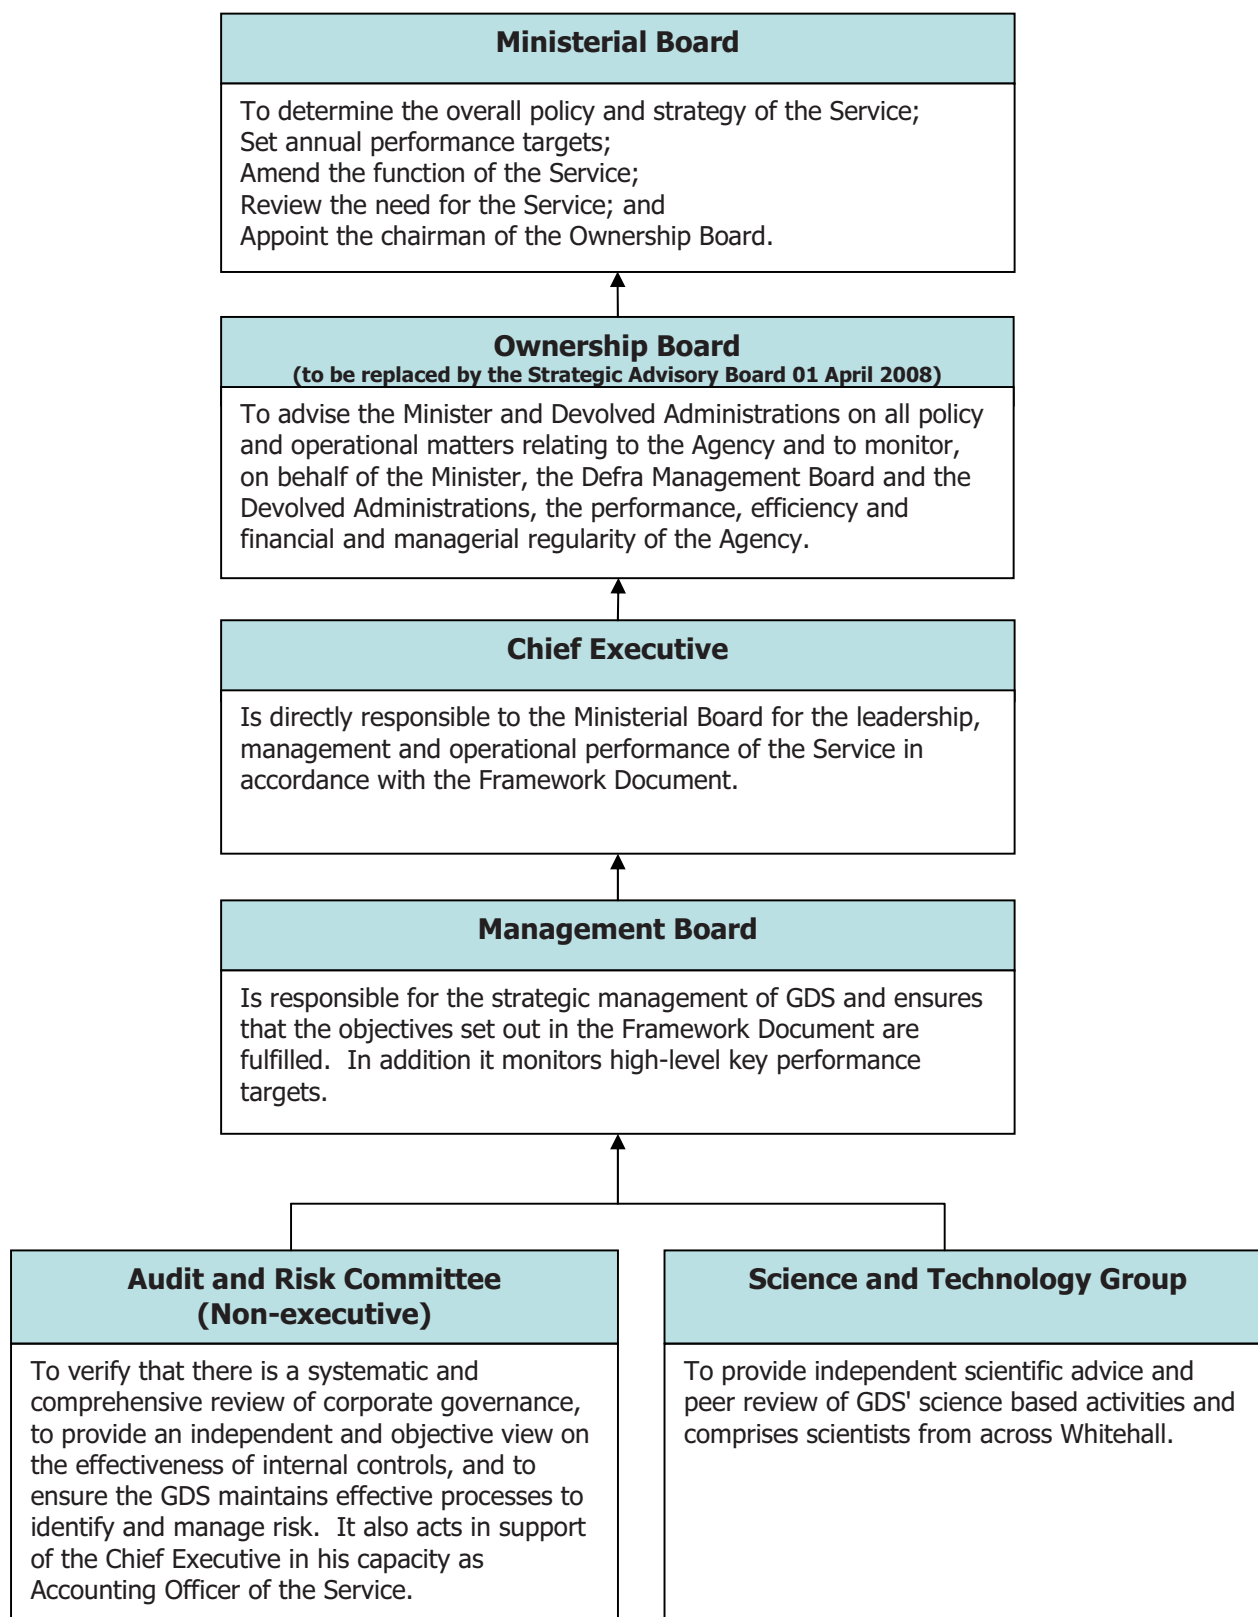 Ministerial Board
To determine the overall policy and strategy of the Service;
Set annual performance targets;
Amend the function of the Service;
Review the need for the Service; and
Appoint the chairman of the Ownership Board.
Ownership Board
(to be replaced by the Strategic Advisory Board 01 April 2008)
To advise the Minister and Devolved Administrations on all policy
and operational matters relating to the Agency and to monitor,
on behalf of the Minister, the Defra Management Board and the
Devolved Administrations, the performance, efficiency and
financial and managerial regularity of the Agency.
Chief Executive
Is directly responsible to the Ministerial Board for the leadership,
management and operational performance of the Service in
accordance with the Framework Document.
Management Board
Is responsible for the strategic management of GDS and ensures
that the objectives set out in the Framework Document are
fulfilled.  In addition it monitors high-level key performance
targets.
Audit and Risk Committee
(Non-executive)
To verify that there is a systematic and
comprehensive review of corporate governance,
to provide an independent and objective view on
the effectiveness of internal controls, and to
ensure the GDS maintains effective processes to
identify and manage risk.  It also acts in support
of the Chief Executive in his capacity as
Accounting Officer of the Service.
Science and Technology Group
To provide independent scientific advice and
peer review of GDS' science based activities and
comprises scientists from across Whitehall.